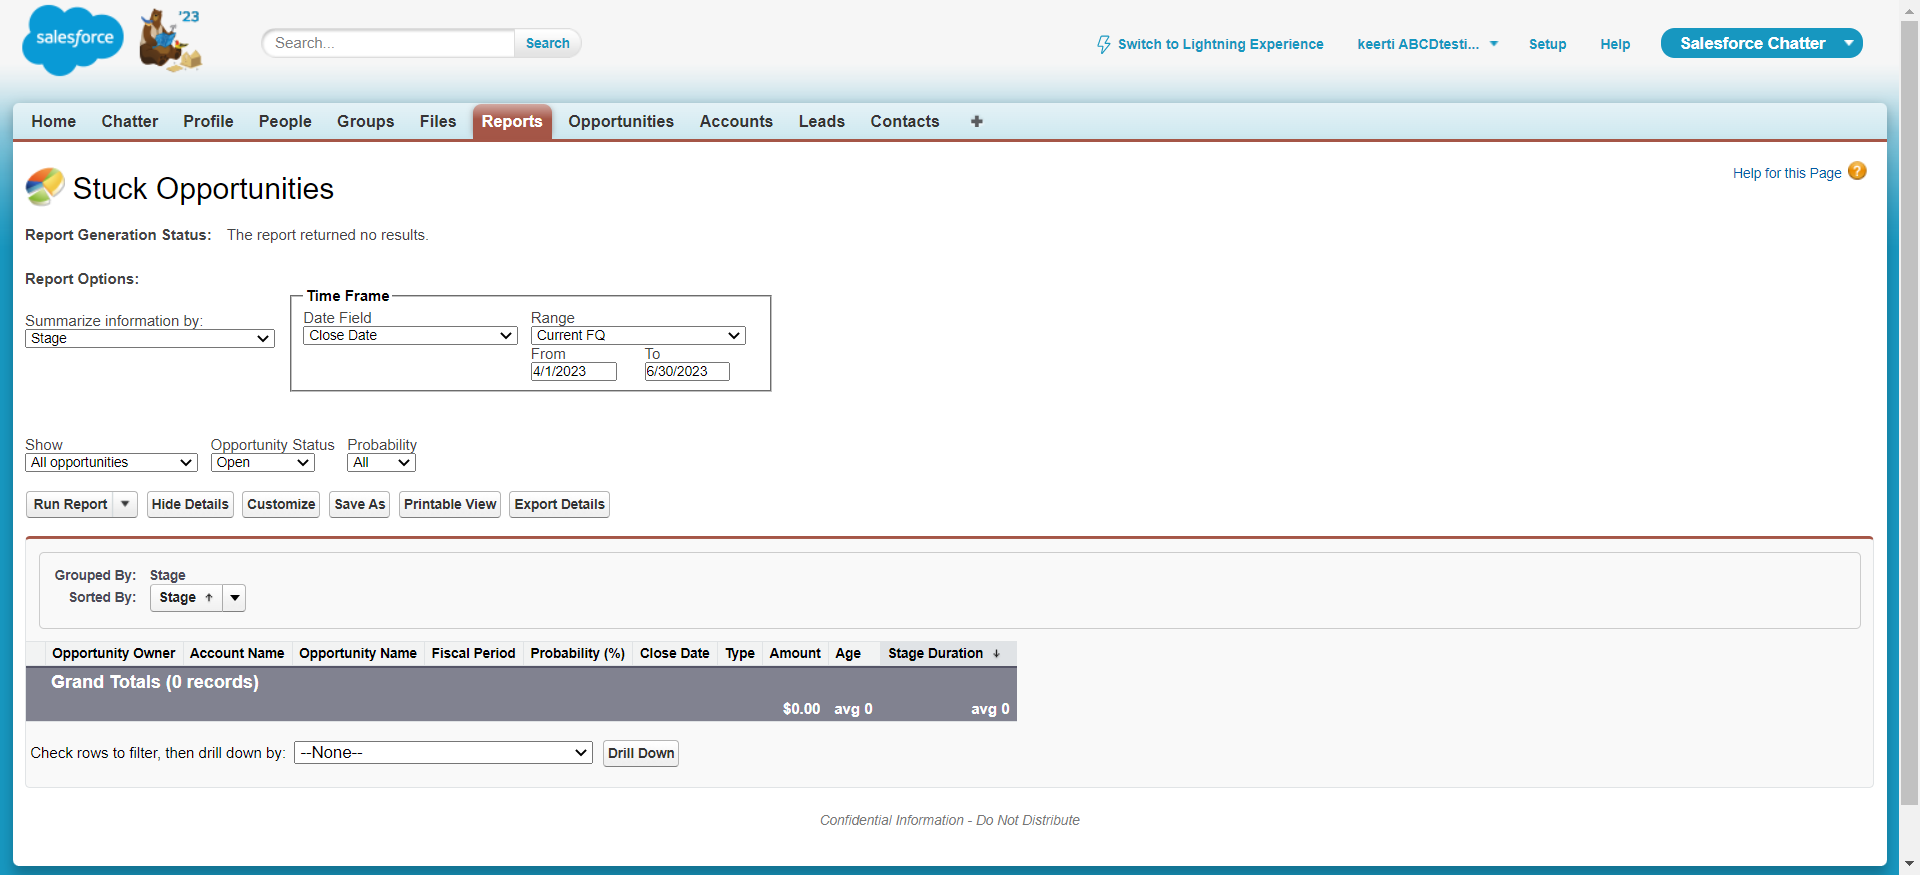 salesforce
'23
Search...
Search
Switch to Lightning Experience
keerti ABCDtesti...
Setup
Help
Salesforce Chatter
Home Chatter Profile People Groups Files Reports Opportunities Accounts Leads Contacts +
Stuck Opportunities
Help for this Page ?
Report Generation Status: The report returned no results.
Report Options:
Summarize information by:
Stage
Time Frame
Date Field
Close Date
Range
Current FQ
From
4/1/2023
To
6/30/2023
Show
All opportunities
Opportunity Status
Open
Probability
All
Run Report Hide Details Customize Save As Printable View Export Details
Grouped By: Stage
Sorted By: Stage ↑
Opportunity Owner Account Name Opportunity Name Fiscal Period Probability (%) Close Date Type Amount Age Stage Duration ↓
Grand Totals (0 records)
$0.00 avg 0 avg 0
Check rows to filter, then drill down by: --None-- Drill Down
Confidential Information - Do Not Distribute